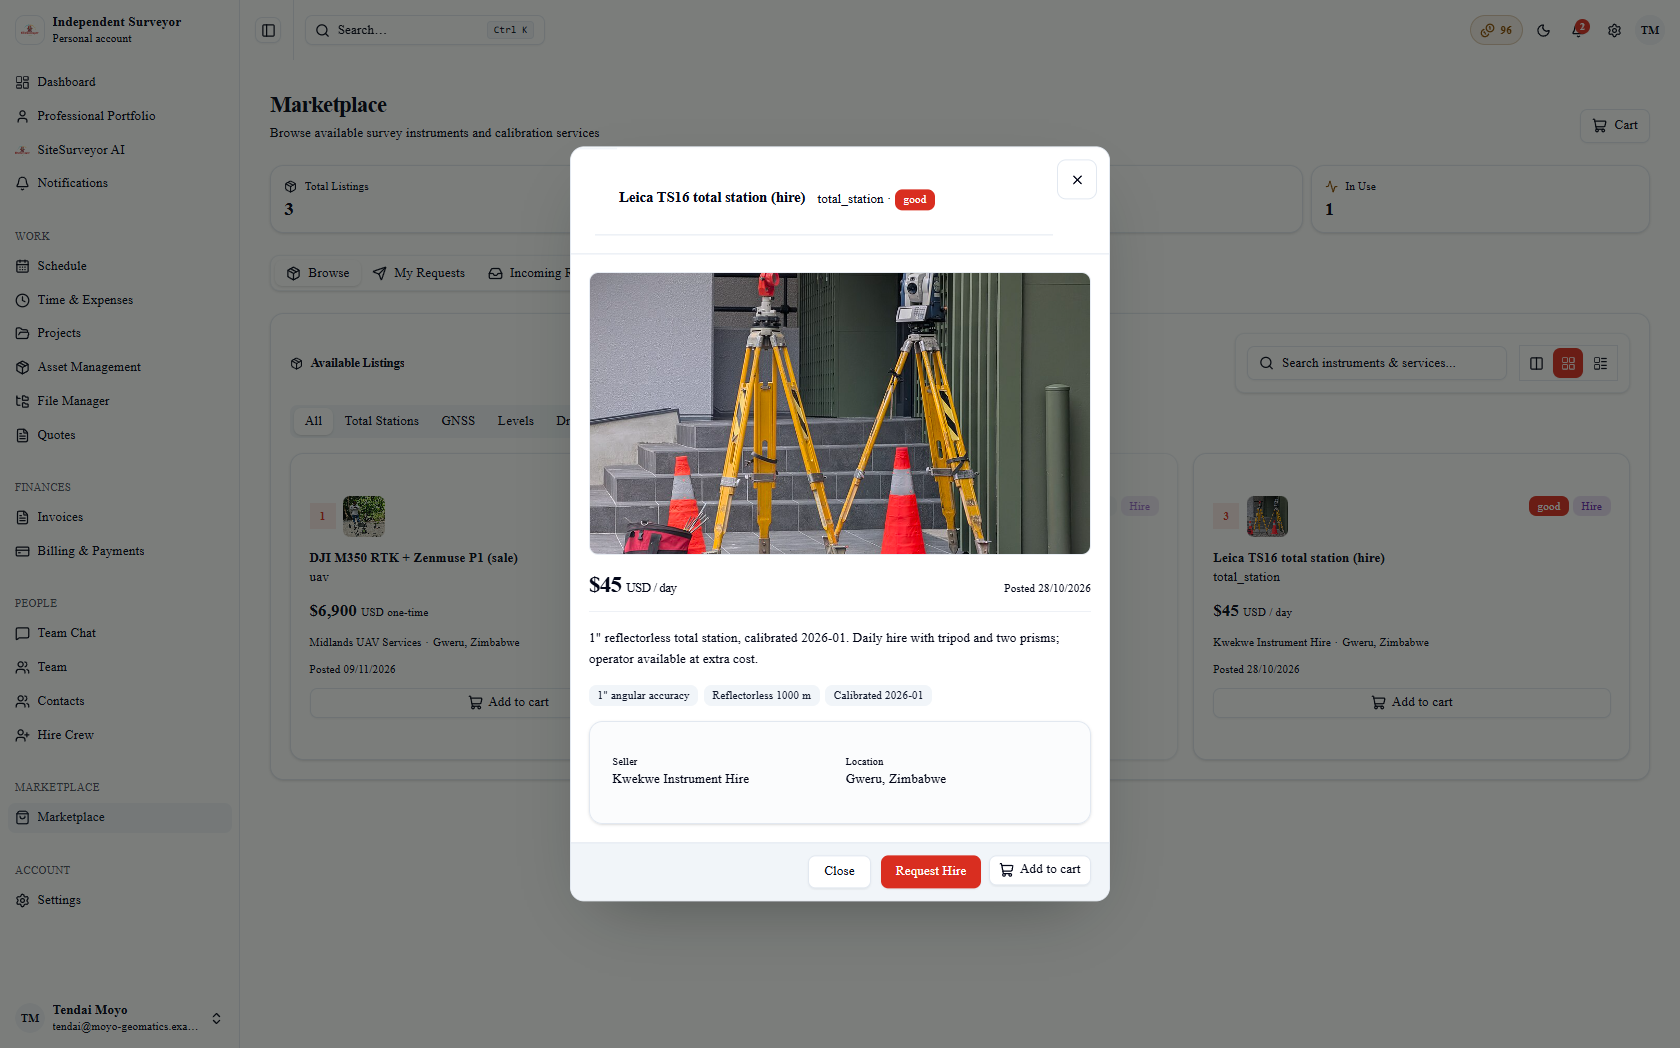 Independent Surveyor
Personal account
Search...
Ctrl K
96
2
TM
Dashboard
Professional Portfolio
SiteSurveyor AI
Notifications
WORK
Schedule
Time & Expenses
Projects
Asset Management
File Manager
Quotes
FINANCES
Invoices
Billing & Payments
PEOPLE
Team Chat
Team
Contacts
Hire Crew
MARKETPLACE
Marketplace
ACCOUNT
Settings
TM
Tendai Moyo
tendai@moyo-geomatics.exa...
Marketplace
Browse available survey instruments and calibration services
Cart
Total Listings
3
In Use
1
Browse
My Requests
Incoming
Available Listings
Search instruments & services...
All
Total Stations
GNSS
Levels
1
DJI M350 RTK + Zenmuse P1 (sale)
uav
$6,900 USD one-time
Midlands UAV Services · Gweru, Zimbabwe
Posted 09/11/2026
Add to cart
Hire
3
good
Hire
Leica TS16 total station (hire)
total_station
$45 USD / day
Kwekwe Instrument Hire · Gweru, Zimbabwe
Posted 28/10/2026
Add to cart
Leica TS16 total station (hire) total_station · good
$45 USD / day
Posted 28/10/2026
1" reflectorless total station, calibrated 2026-01. Daily hire with tripod and two prisms;
operator available at extra cost.
1" angular accuracy
Reflectorless 1000 m
Calibrated 2026-01
Seller
Kwekwe Instrument Hire
Location
Gweru, Zimbabwe
Close
Request Hire
Add to cart